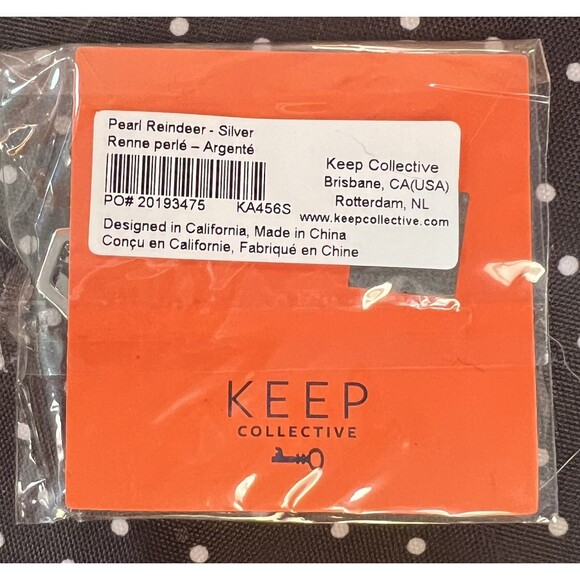 Pearl Reindeer - Silver
Renne perlé – Argenté
PO# 20193475 KA456S
Keep Collective
Brisbane, CA(USA)
Rotterdam, NL
www.keepcollective.com
Designed in California, Made in China
Conçu en Californie, Fabriqué en Chine
KEEP
COLLECTIVE